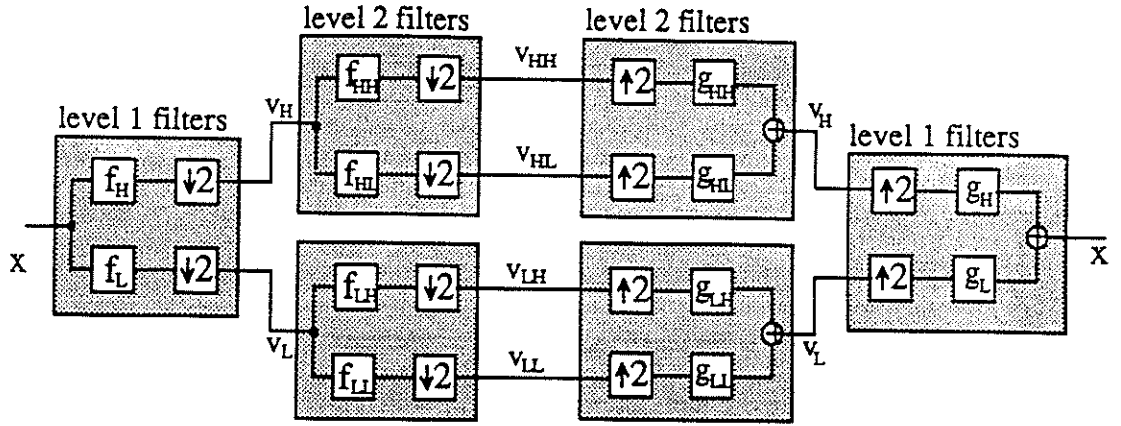 level 2 filters
level 2 filters
f_HH ↓2 v_HH ↑2 g_HH
level 1 filters
v_H
v_H
level 1 filters
f_HL ↓2 v_HL ↑2 g_HL
f_H ↓2
↑2 g_H
X
X
f_L ↓2
↑2 g_L
f_LH ↓2 v_LH ↑2 g_LH
v_L
v_L
f_LL ↓2 v_LL ↑2 g_LL